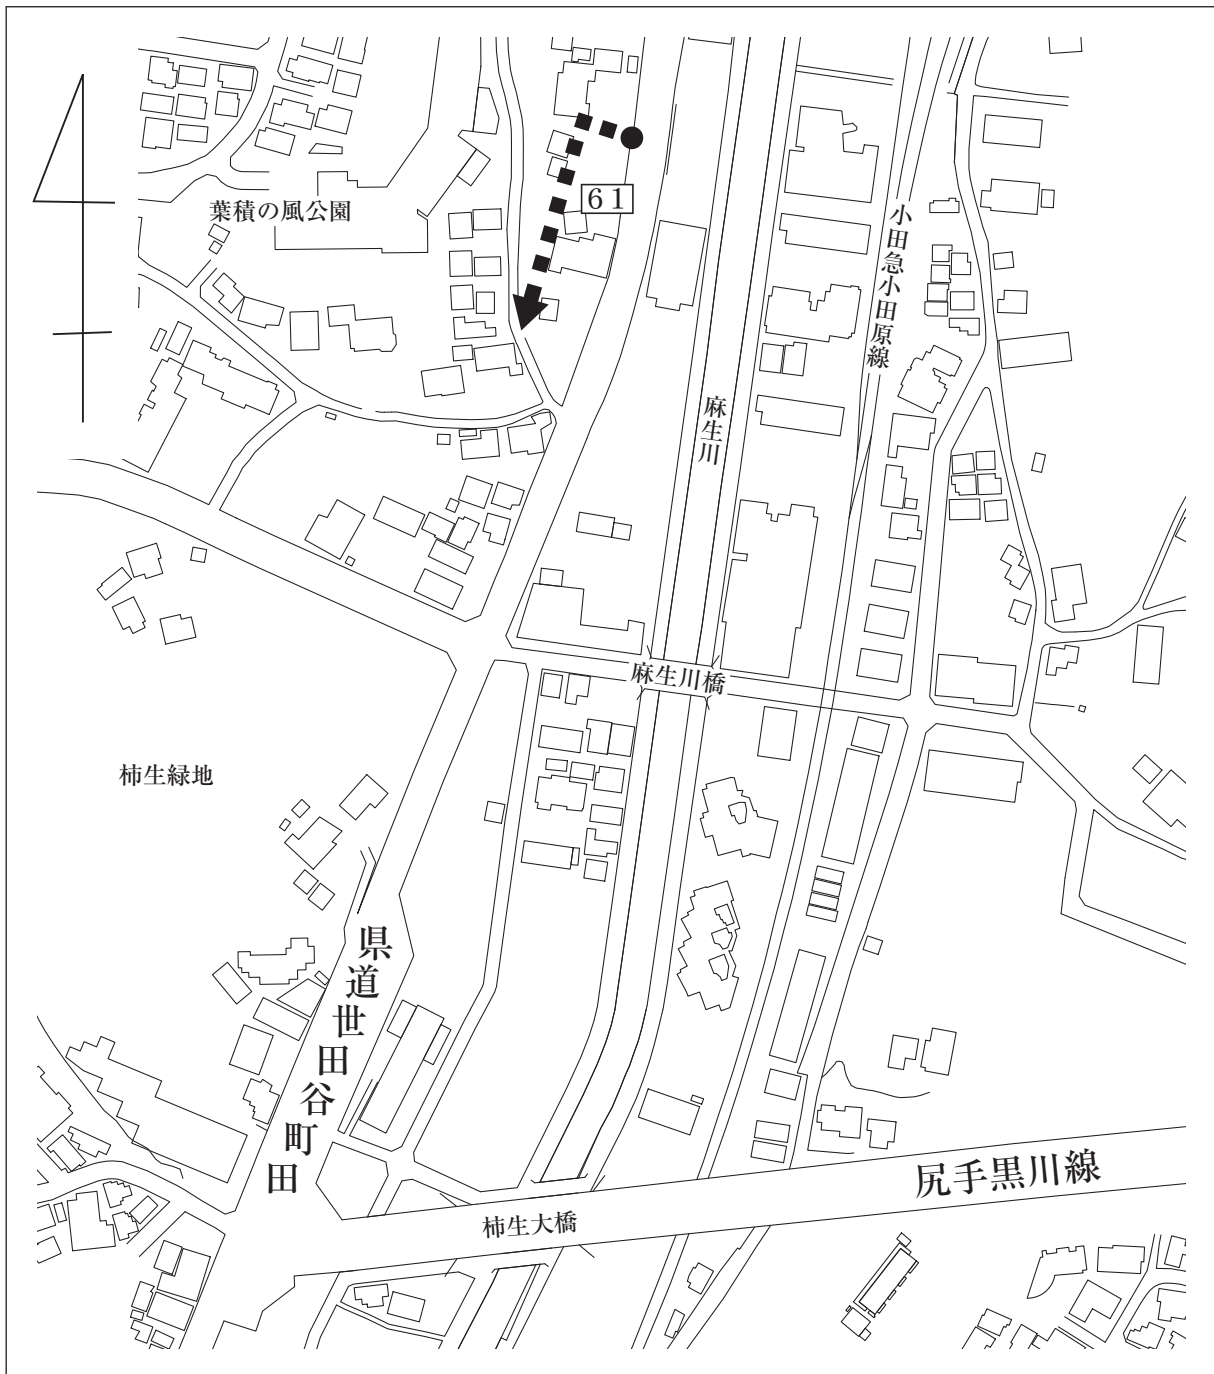 61
葉積の風公園
小田急小田原線
麻生川
麻生川橋
柿生緑地
県道世田谷町田
尻手黒川線
柿生大橋